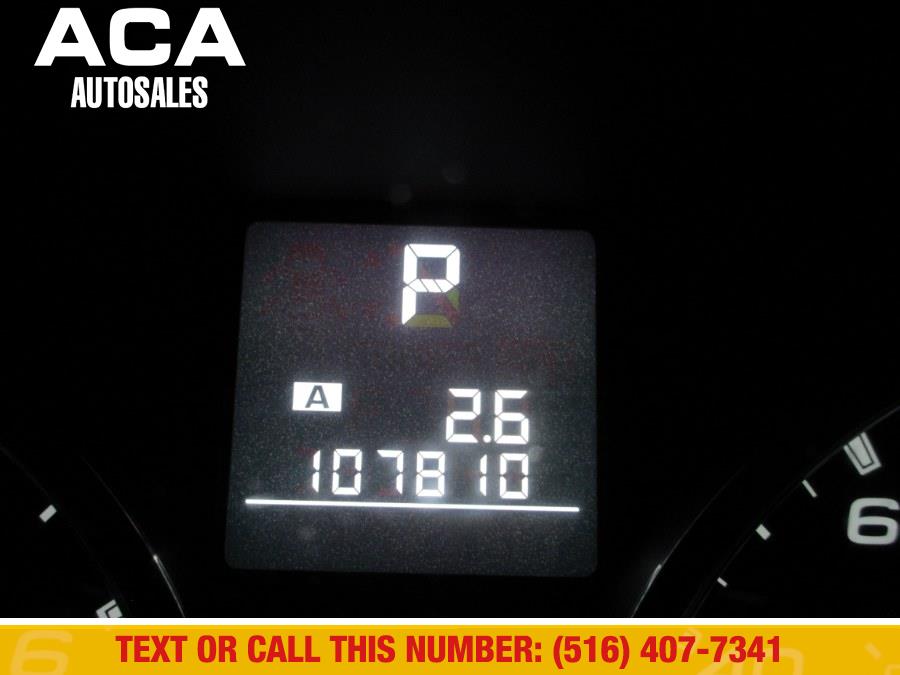 ACA
AUTOSALES
P
A 2.6
107810
6
TEXT OR CALL THIS NUMBER: (516) 407-7341